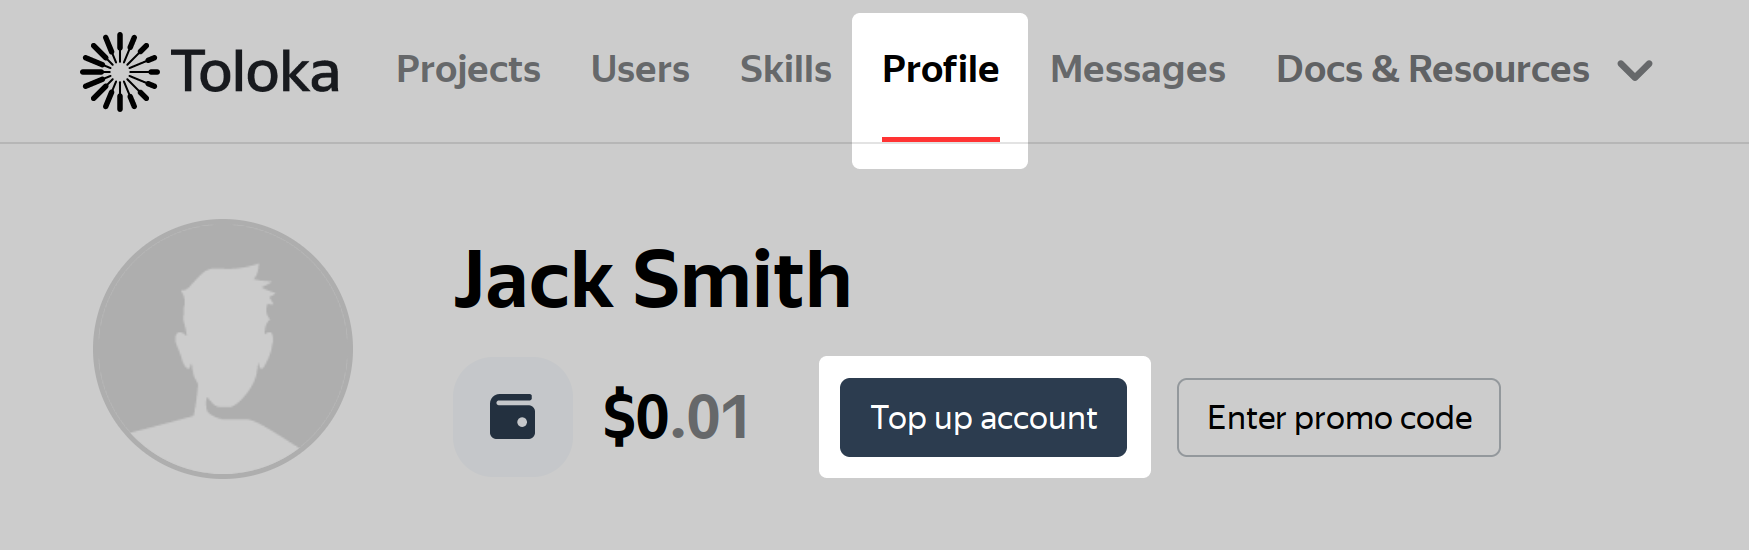 Toloka Projects Users Skills Profile Messages Docs & Resources
Jack Smith
$0.01 Top up account Enter promo code